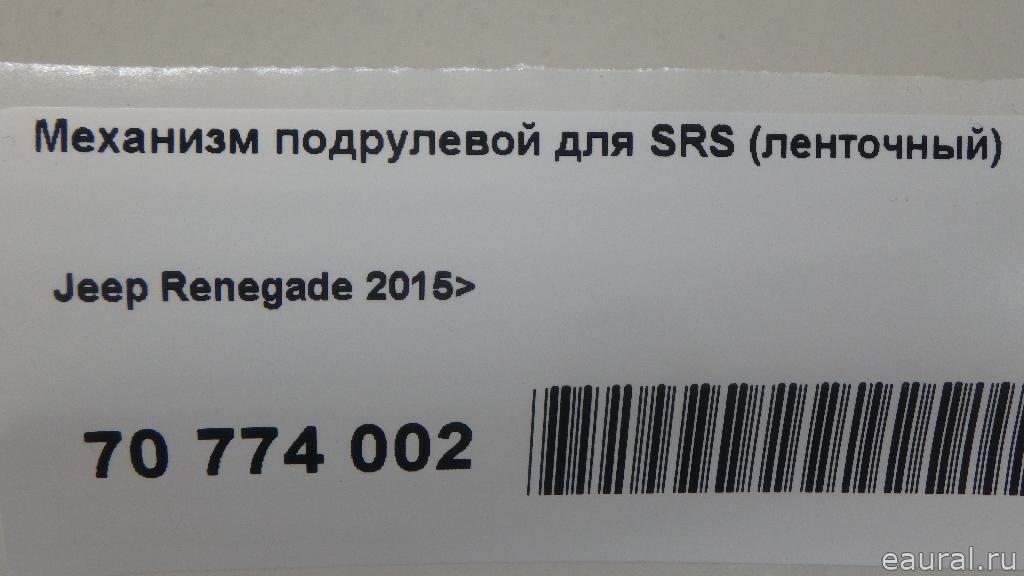 Механизм подрулевой для SRS (ленточный)
Jeep Renegade 2015>
70 774 002
eaural.ru